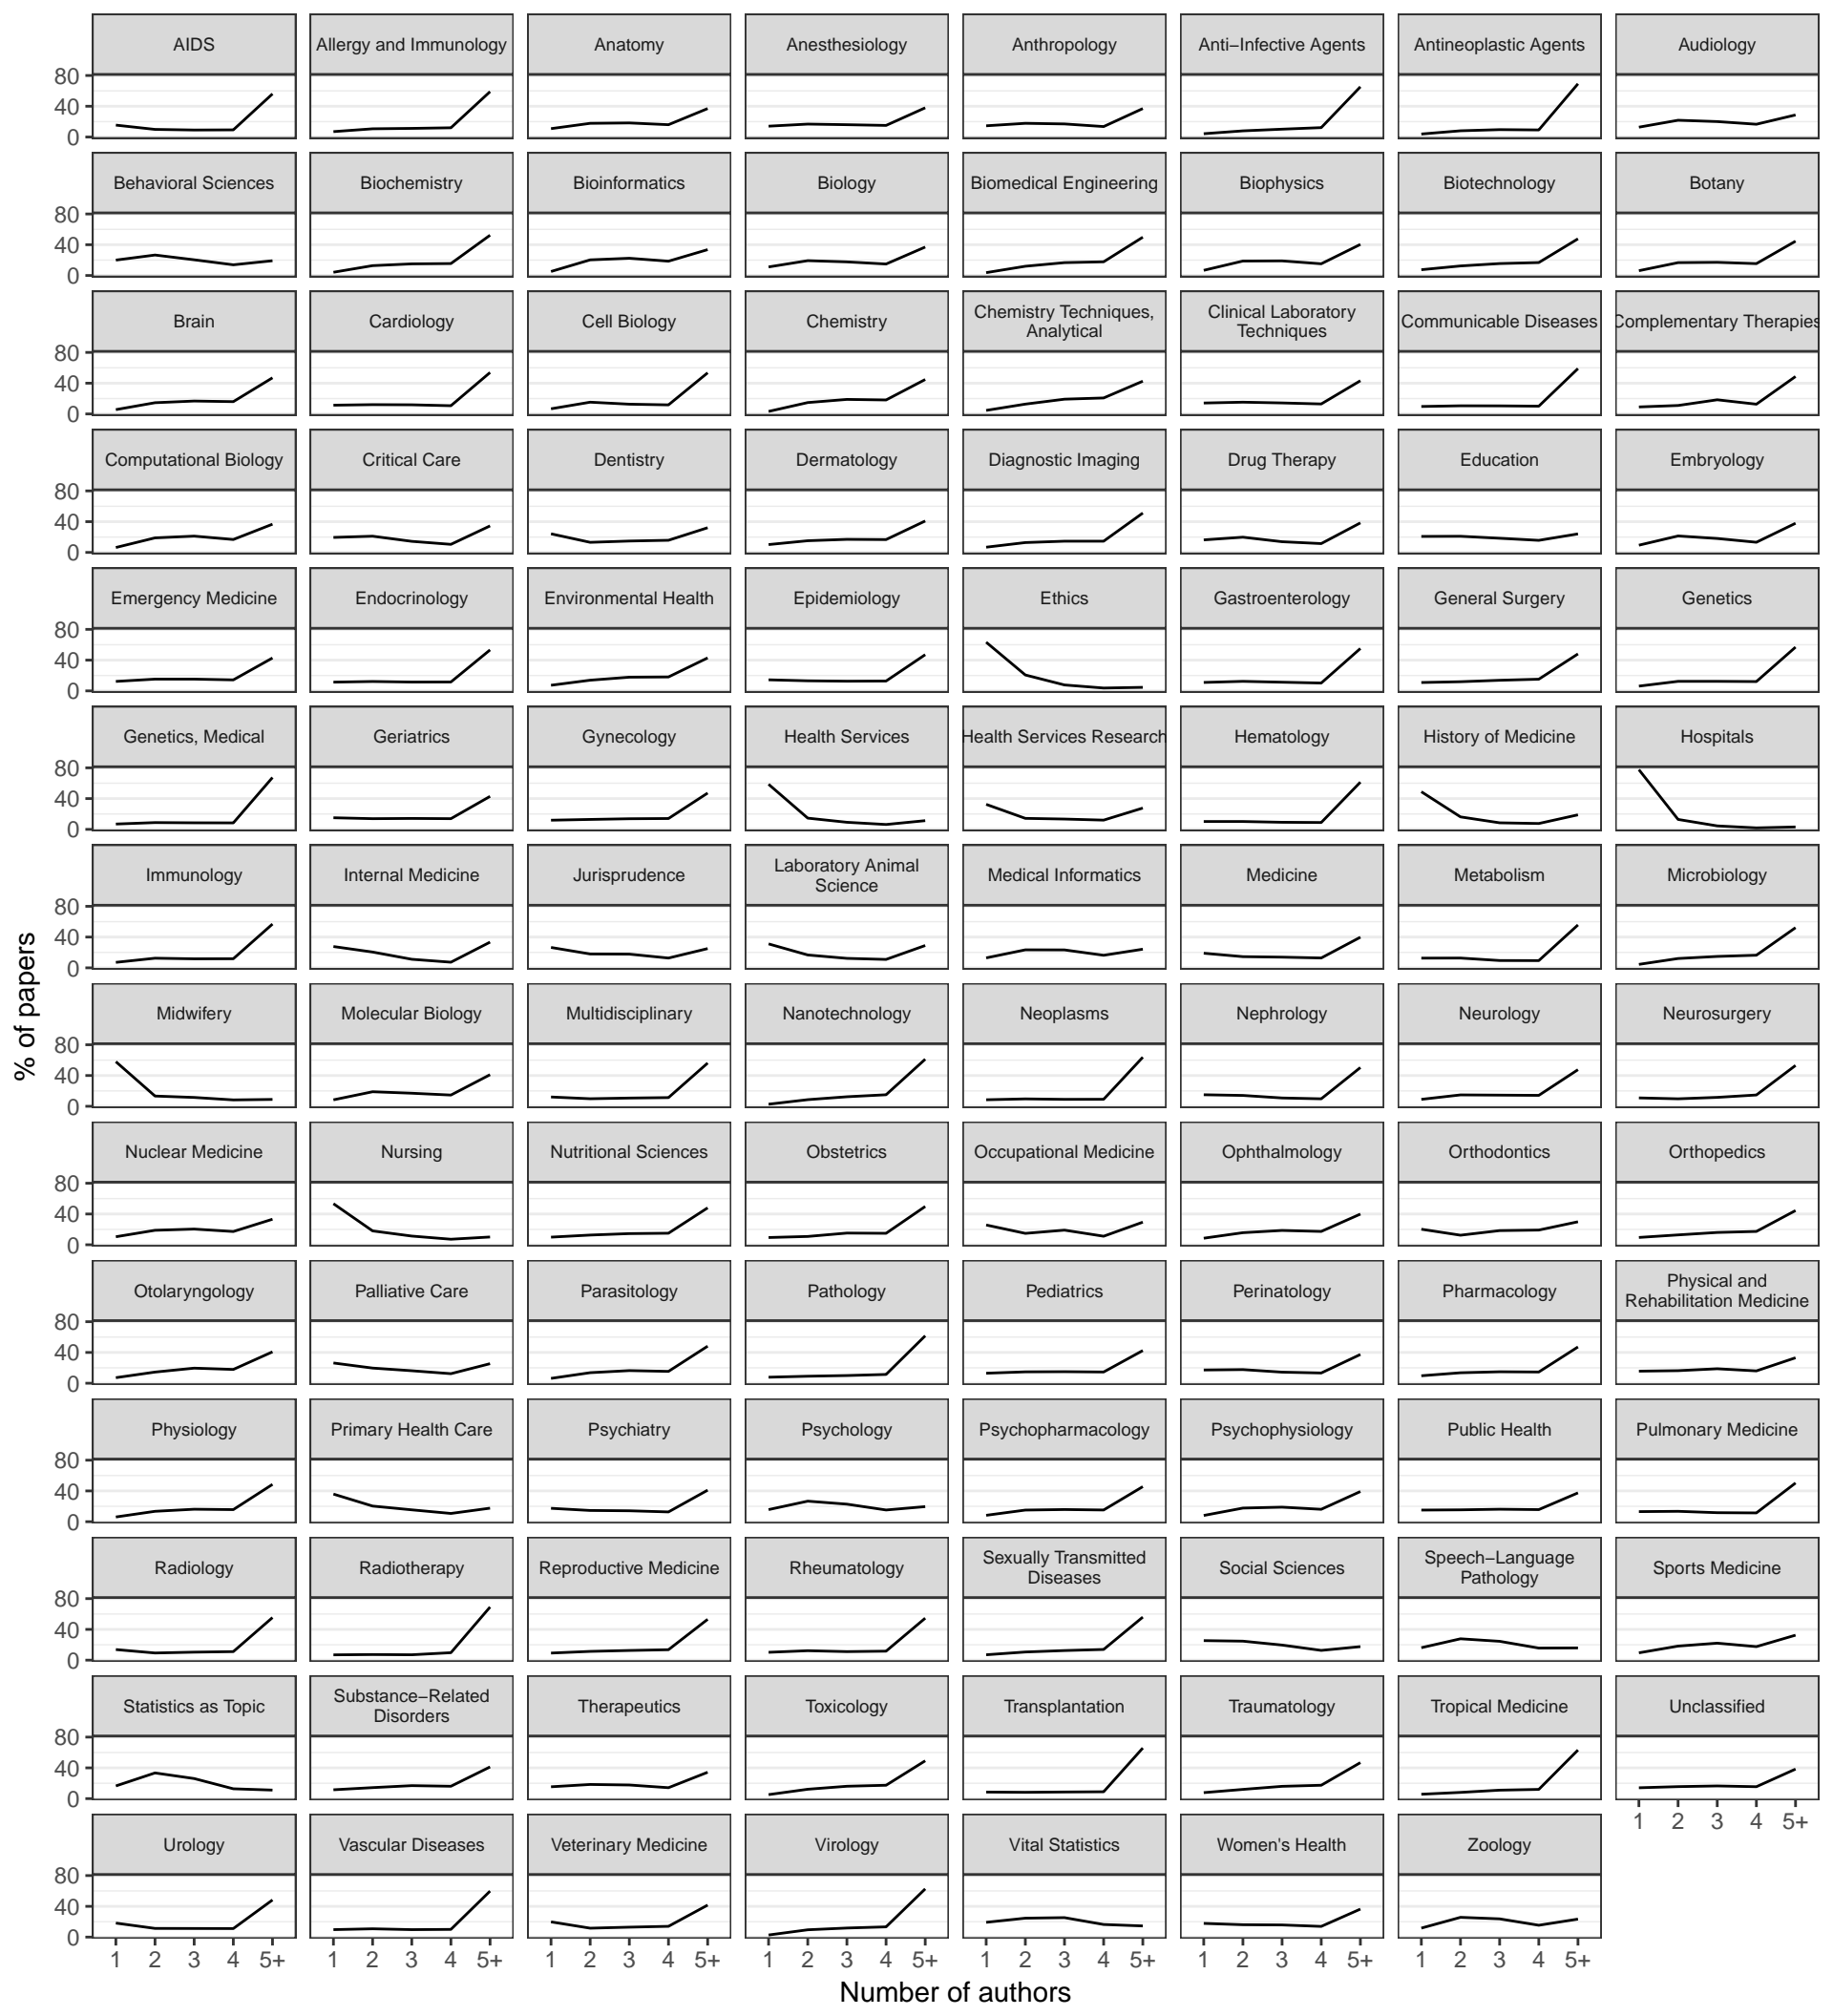 AIDS
Allergy and Immunology
Anatomy
Anesthesiology
Anthropology
Anti−Infective Agents
Antineoplastic Agents
Audiology
80
40
0
Behavioral Sciences
Biochemistry
Bioinformatics
Biology
Biomedical Engineering
Biophysics
Biotechnology
Botany
80
40
0
Brain
Cardiology
Cell Biology
Chemistry
Chemistry Techniques,
Analytical
Clinical Laboratory
Techniques
Communicable Diseases
Complementary Therapies
80
40
0
Computational Biology
Critical Care
Dentistry
Dermatology
Diagnostic Imaging
Drug Therapy
Education
Embryology
80
40
0
Emergency Medicine
Endocrinology
Environmental Health
Epidemiology
Ethics
Gastroenterology
General Surgery
Genetics
80
40
0
Genetics, Medical
Geriatrics
Gynecology
Health Services
Health Services Research
Hematology
History of Medicine
Hospitals
80
40
0
Immunology
Internal Medicine
Jurisprudence
Laboratory Animal
Science
Medical Informatics
Medicine
Metabolism
Microbiology
80
40
0
% of papers
Midwifery
Molecular Biology
Multidisciplinary
Nanotechnology
Neoplasms
Nephrology
Neurology
Neurosurgery
80
40
0
Nuclear Medicine
Nursing
Nutritional Sciences
Obstetrics
Occupational Medicine
Ophthalmology
Orthodontics
Orthopedics
80
40
0
Otolaryngology
Palliative Care
Parasitology
Pathology
Pediatrics
Perinatology
Pharmacology
Physical and
Rehabilitation Medicine
80
40
0
Physiology
Primary Health Care
Psychiatry
Psychology
Psychopharmacology
Psychophysiology
Public Health
Pulmonary Medicine
80
40
0
Radiology
Radiotherapy
Reproductive Medicine
Rheumatology
Sexually Transmitted
Diseases
Social Sciences
Speech−Language
Pathology
Sports Medicine
80
40
0
Statistics as Topic
Substance−Related
Disorders
Therapeutics
Toxicology
Transplantation
Traumatology
Tropical Medicine
Unclassified
80
40
0
1 2 3 4 5+
Urology
Vascular Diseases
Veterinary Medicine
Virology
Vital Statistics
Women's Health
Zoology
80
40
0
1 2 3 4 5+
1 2 3 4 5+
1 2 3 4 5+
1 2 3 4 5+
1 2 3 4 5+
1 2 3 4 5+
1 2 3 4 5+
Number of authors